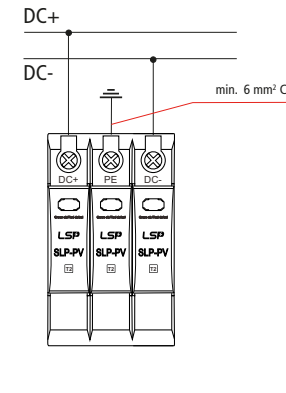 DC+
DC-
min. 6 mm² C
DC+ PE DC-
LSP LSP LSP
SLP-PV SLP-PV SLP-PV
T2 T2 T2